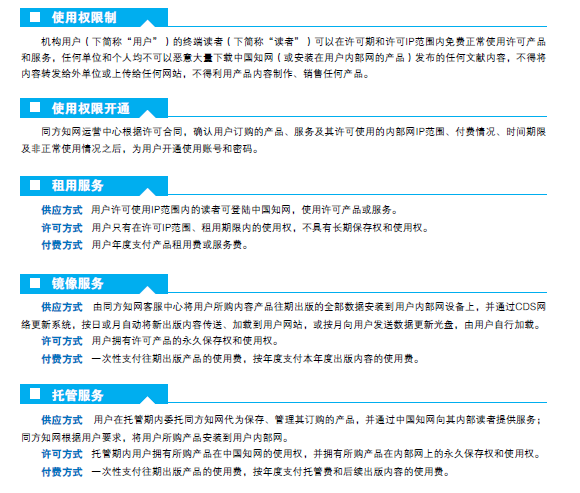 使用权限制
机构用户（下简称“用户”）的终端读者（下简称“读者”）可以在许可期和许可IP范围内免费正常使用许可产品
和服务，任何单位和个人均不可以恶意大量下载中国知网（或安装在用户内部网的产品）发布的任何文献内容，不得将
内容转发给外单位或上传给任何网站，不得利用产品内容制作、销售任何产品。
使用权限开通
同方知网运营中心根据许可合同，确认用户订购的产品、服务及其许可使用的内部网IP范围、付费情况、时间期限
及非正常使用情况之后，为用户开通使用账号和密码。
租用服务
供应方式 用户许可使用IP范围内的读者可登陆中国知网，使用许可产品或服务。
许可方式 用户只有在许可IP范围、租用期限内的使用权，不具有长期保存权和使用权。
付费方式 用户年度支付产品租用费或服务费。
镜像服务
供应方式 由同方知网客服中心将用户所购内容产品往期出版的全部数据安装到用户内部网设备上，并通过CDS网
络更新系统，按日或月自动将新出版内容传送、加载到用户网站，或按月向用户发送数据更新光盘，由用户自行加载。
许可方式 用户拥有许可产品的永久保存权和使用权。
付费方式 一次性支付往期出版产品的使用费，按年度支付本年度出版内容的使用费。
托管服务
供应方式 用户在托管期内委托同方知网代为保存、管理其订购的产品，并通过中国知网向其内部读者提供服务；
同方知网根据用户要求，将用户所购产品安装到用户内部网。
许可方式 托管期内用户拥有所购产品在中国知网的使用权，并拥有所购产品在内部网上的永久保存权和使用权。
付费方式 一次性支付往期出版产品的使用费，按年度支付托管费和后续出版内容的使用费。